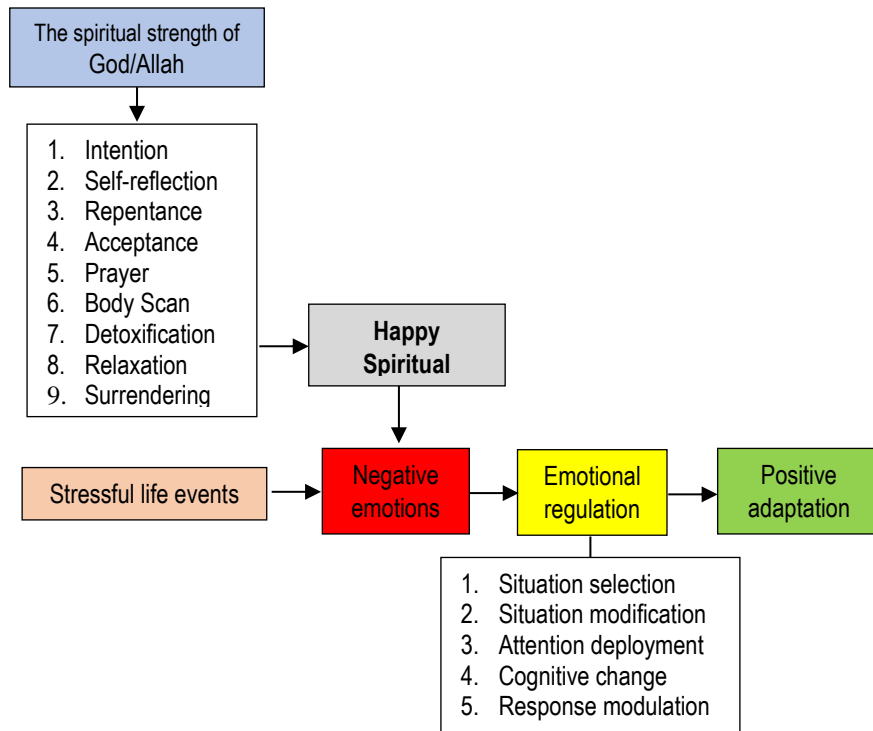 The spiritual strength of
God/Allah
1. Intention
2. Self-reflection
3. Repentance
4. Acceptance
5. Prayer
6. Body Scan
7. Detoxification
8. Relaxation
9. Surrendering
Happy
Spiritual
Stressful life events
Negative
emotions
Emotional
regulation
Positive
adaptation
1. Situation selection
2. Situation modification
3. Attention deployment
4. Cognitive change
5. Response modulation